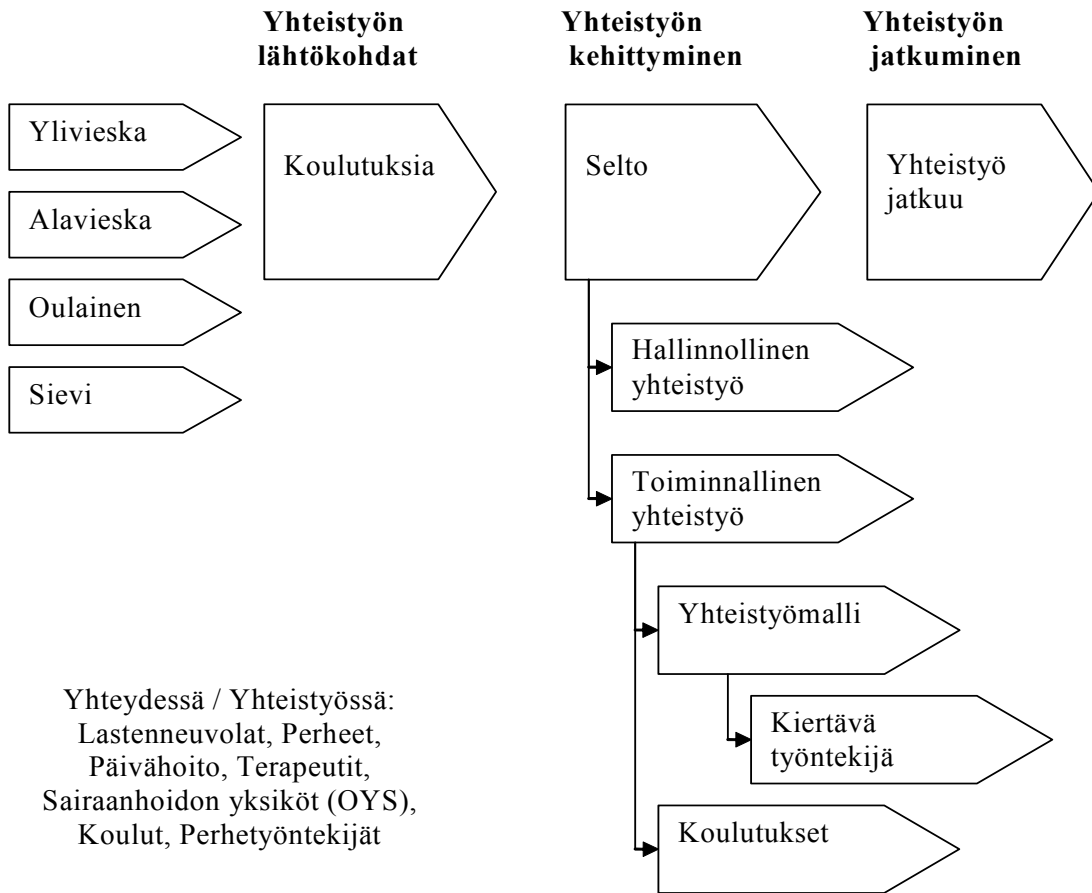 Yhteistyön
lähtökohdat
Yhteistyön
kehittyminen
Yhteistyön
jatkuminen
Ylivieska
Alavieska
Oulainen
Sievi
Koulutuksia
Selto
Yhteistyö
jatkuu
Hallinnollinen
yhteistyö
Toiminnallinen
yhteistyö
Yhteistyömalli
Kiertävä
työntekijä
Koulutukset
Yhteydessä / Yhteistyössä:
Lastenneuvolat, Perheet,
Päivähoito, Terapeutit,
Sairaanhoidon yksiköt (OYS),
Koulut, Perhetyöntekijät